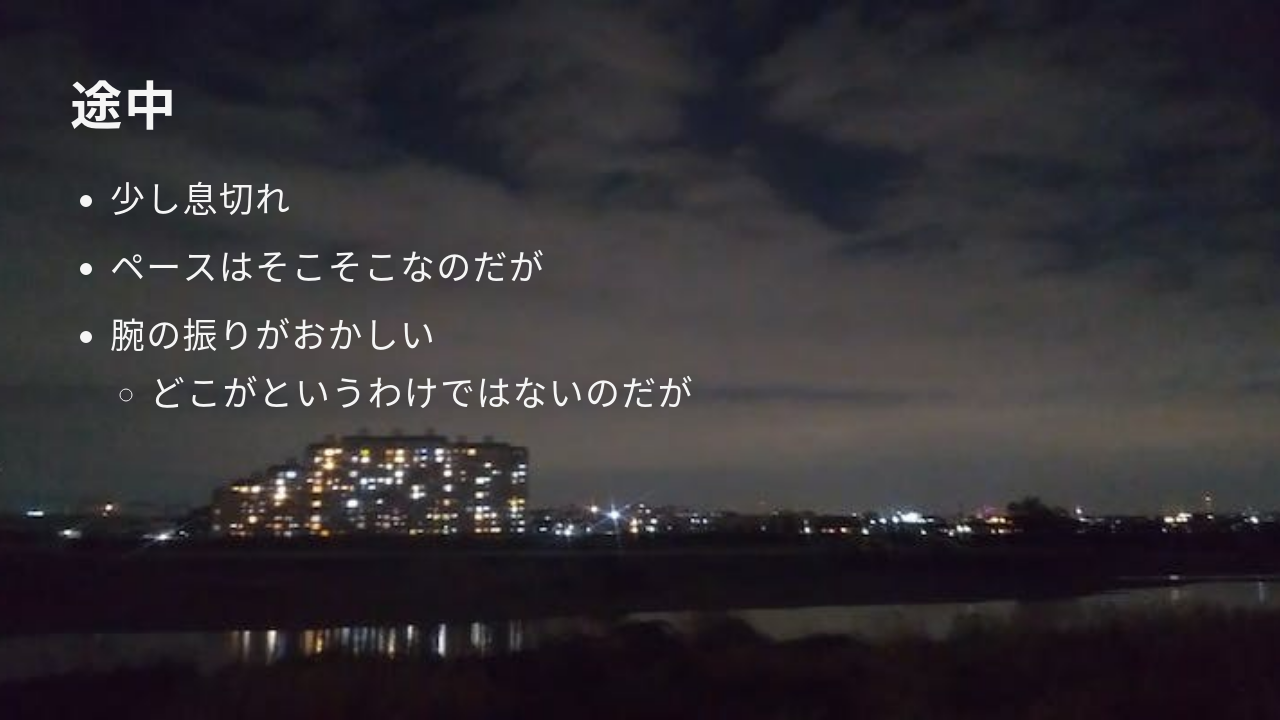 途中
少し息切れ
ペースはそこそこなのだが
腕の振りがおかしい
どこがというわけではないのだが